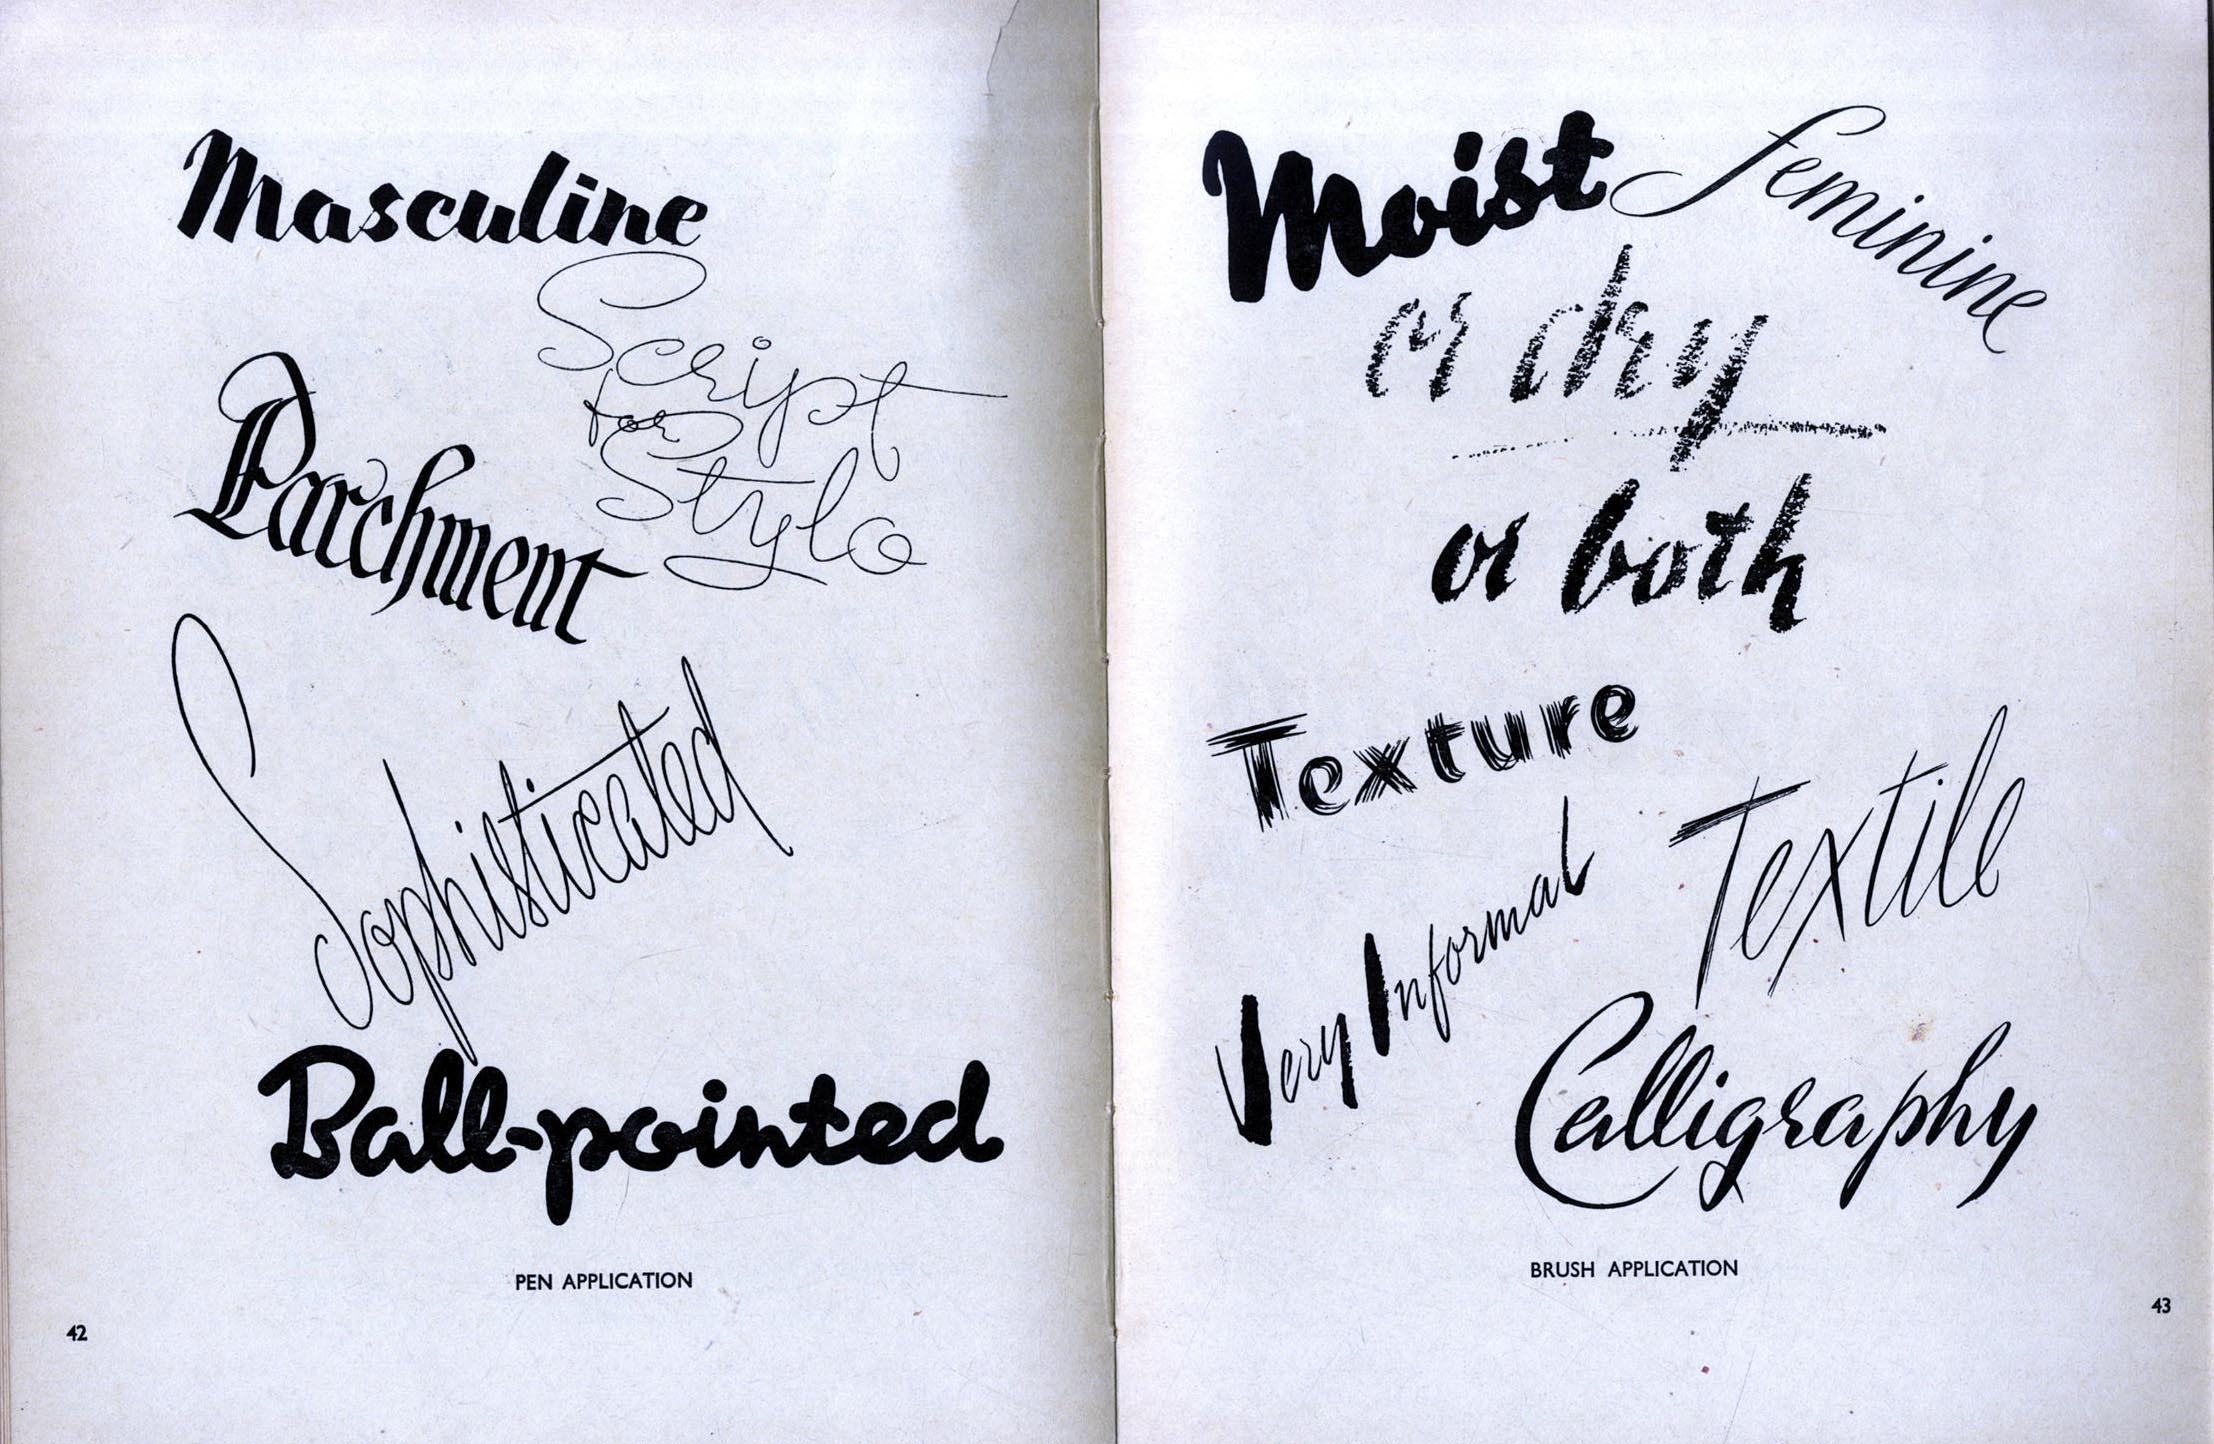 Masculine
Script
for
Stylo
Parchment
Sophisticated
Ball-pointed
PEN APPLICATION
42
Moist
feminine
or dry
or both
Texture
Textile
Very Informal
Calligraphy
BRUSH APPLICATION
43